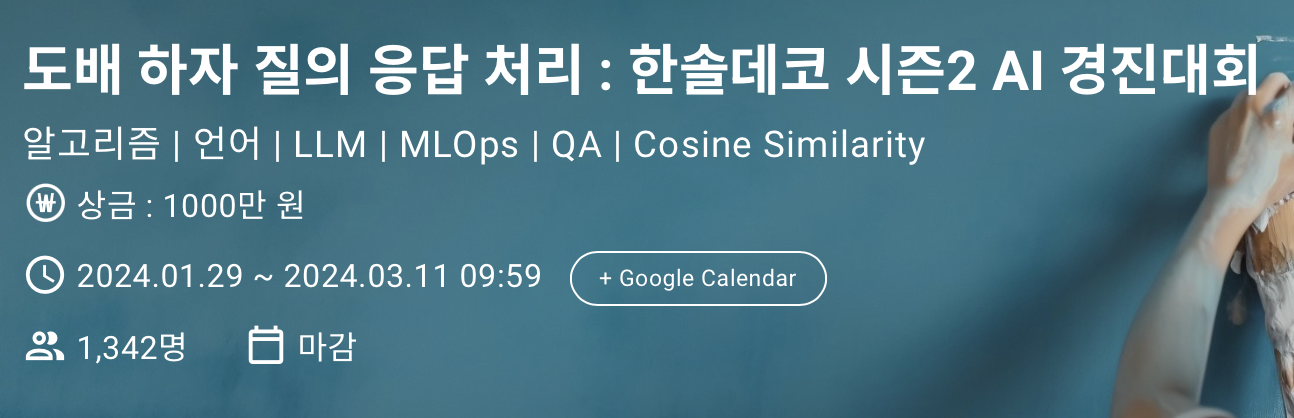 도배 하자 질의 응답 처리 : 한솔데코 시즌2 AI 경진대회
알고리즘 | 언어 | LLM | MLOps | QA | Cosine Similarity
₩ 상금 : 1000만 원
2024.01.29 ~ 2024.03.11 09:59 + Google Calendar
1,342명 마감